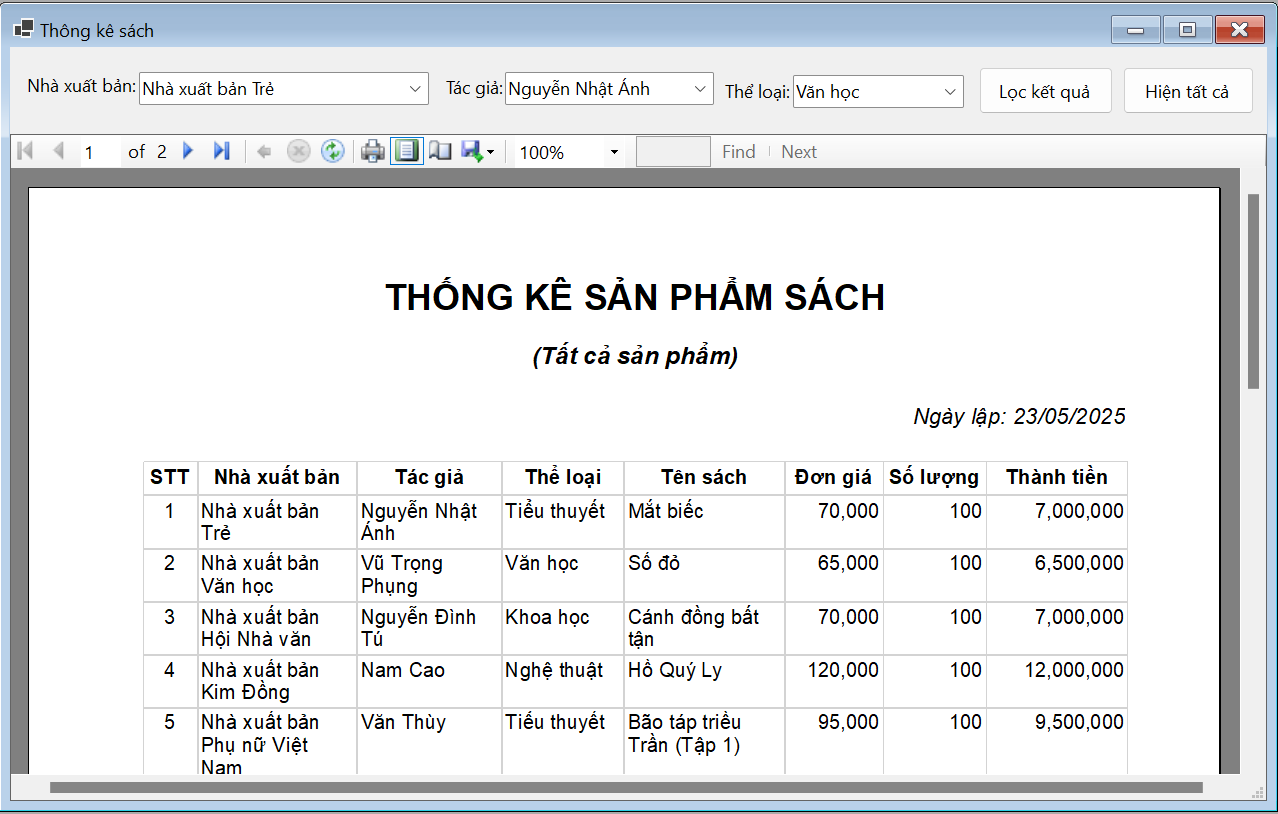 Thông kê sách
Nhà xuất bản: Nhà xuất bản Trẻ Tác giả: Nguyễn Nhật Ánh Thể loại: Văn học Lọc kết quả Hiện tất cả
1 of 2 100% Find Next
THỐNG KÊ SẢN PHẨM SÁCH
(Tất cả sản phẩm)
Ngày lập: 23/05/2025
STT Nhà xuất bản Tác giả Thể loại Tên sách Đơn giá Số lượng Thành tiền
1 Nhà xuất bản Nguyễn Nhật Tiểu thuyết Mắt biếc 70,000 100 7,000,000
Trẻ Ánh
2 Nhà xuất bản Vũ Trọng Văn học Số đỏ 65,000 100 6,500,000
Văn học Phụng
3 Nhà xuất bản Nguyễn Đình Khoa học Cánh đồng bất 70,000 100 7,000,000
Hội Nhà văn Tú tận
4 Nhà xuất bản Nam Cao Nghệ thuật Hồ Quý Ly 120,000 100 12,000,000
Kim Đồng
5 Nhà xuất bản Văn Thùy Tiểu thuyết Bão táp triều 95,000 100 9,500,000
Phụ nữ Việt Trần (Tập 1)
Nam